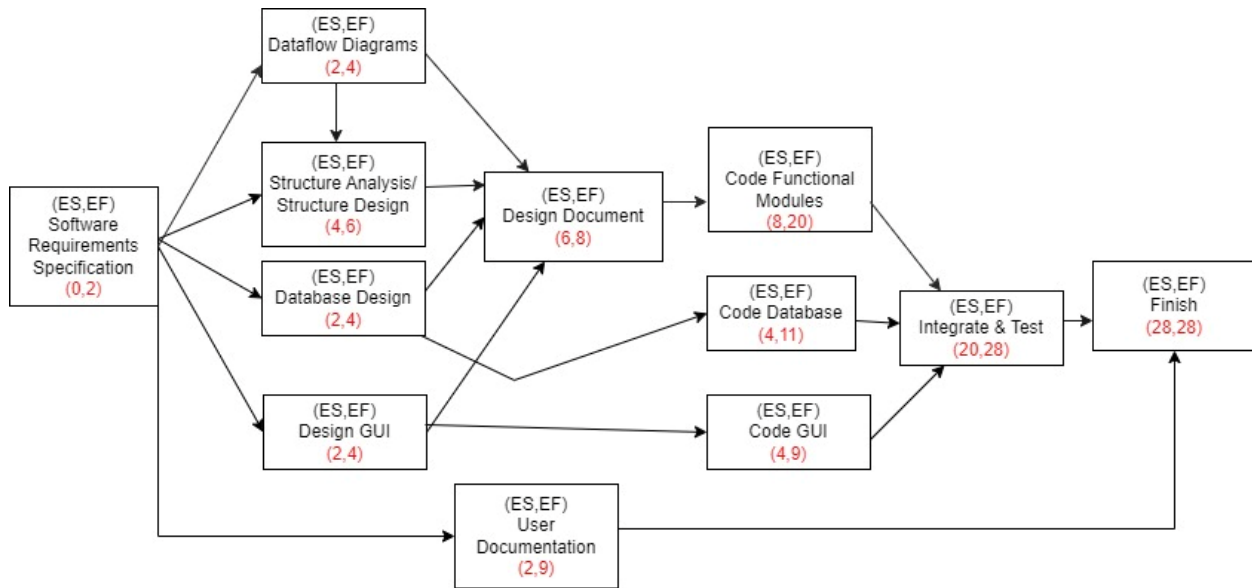 (ES,EF)
Dataflow Diagrams
(2,4)
(ES,EF)
Structure Analysis/
Structure Design
(4,6)
(ES,EF)
Software
Requirements
Specification
(0,2)
(ES,EF)
Database Design
(2,4)
(ES,EF)
Design GUI
(2,4)
(ES,EF)
Design Document
(6,8)
(ES,EF)
Code Functional
Modules
(8,20)
(ES,EF)
Code Database
(4,11)
(ES,EF)
Code GUI
(4,9)
(ES,EF)
Integrate & Test
(20,28)
(ES,EF)
Finish
(28,28)
(ES,EF)
User
Documentation
(2,9)